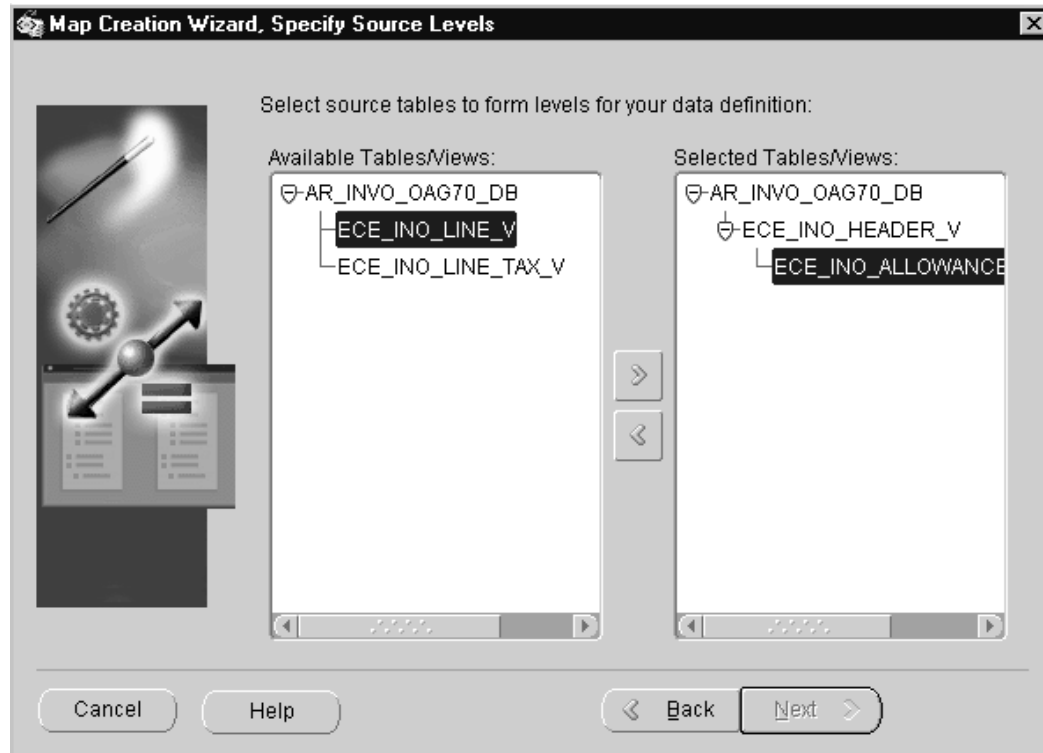 Map Creation Wizard, Specify Source Levels
Select source tables to form levels for your data definition:
Available Tables/Views:
AR_INVO_OAG70_DB
ECE_INO_LINE_V
ECE_INO_LINE_TAX_V
Selected Tables/Views:
AR_INVO_OAG70_DB
ECE_INO_HEADER_V
ECE_INO_ALLOWANCE
Cancel
Help
Back
Next